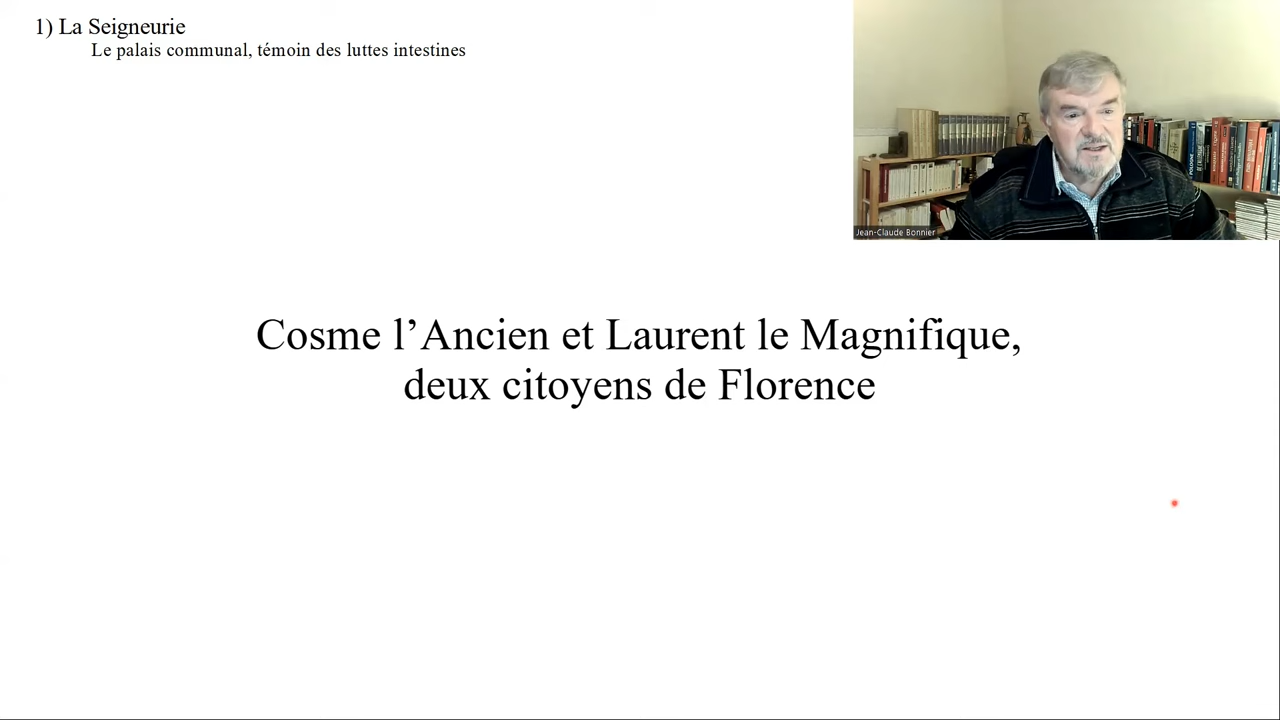 1) La Seigneurie
Le palais communal, témoin des luttes intestines
Jean-Claude Bonnier
Cosme l’Ancien et Laurent le Magnifique,
deux citoyens de Florence